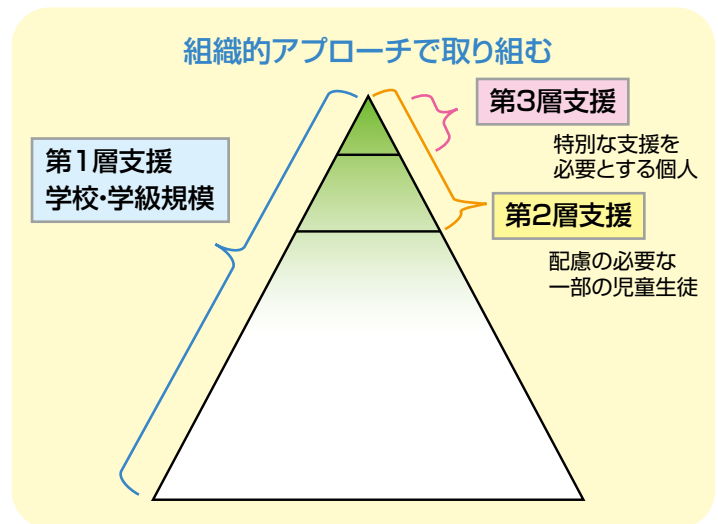 組織的アプローチで取り組む
第1層支援
学校・学級規模
第3層支援
特別な支援を
必要とする個人
第2層支援
配慮の必要な
一部の児童生徒